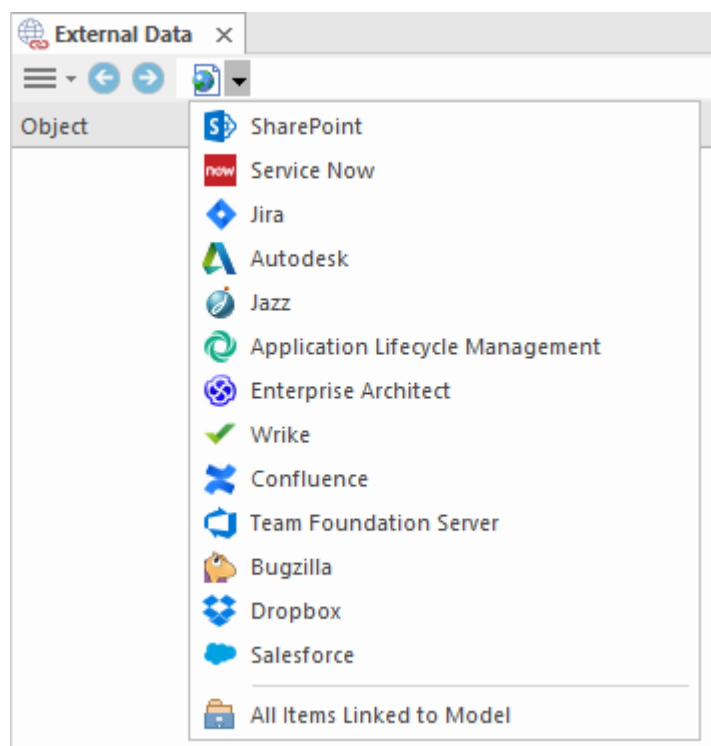 External Data
Object
SharePoint
now Service Now
Jira
Autodesk
Jazz
Application Lifecycle Management
Enterprise Architect
Wrike
Confluence
Team Foundation Server
Bugzilla
Dropbox
Salesforce
All Items Linked to Model